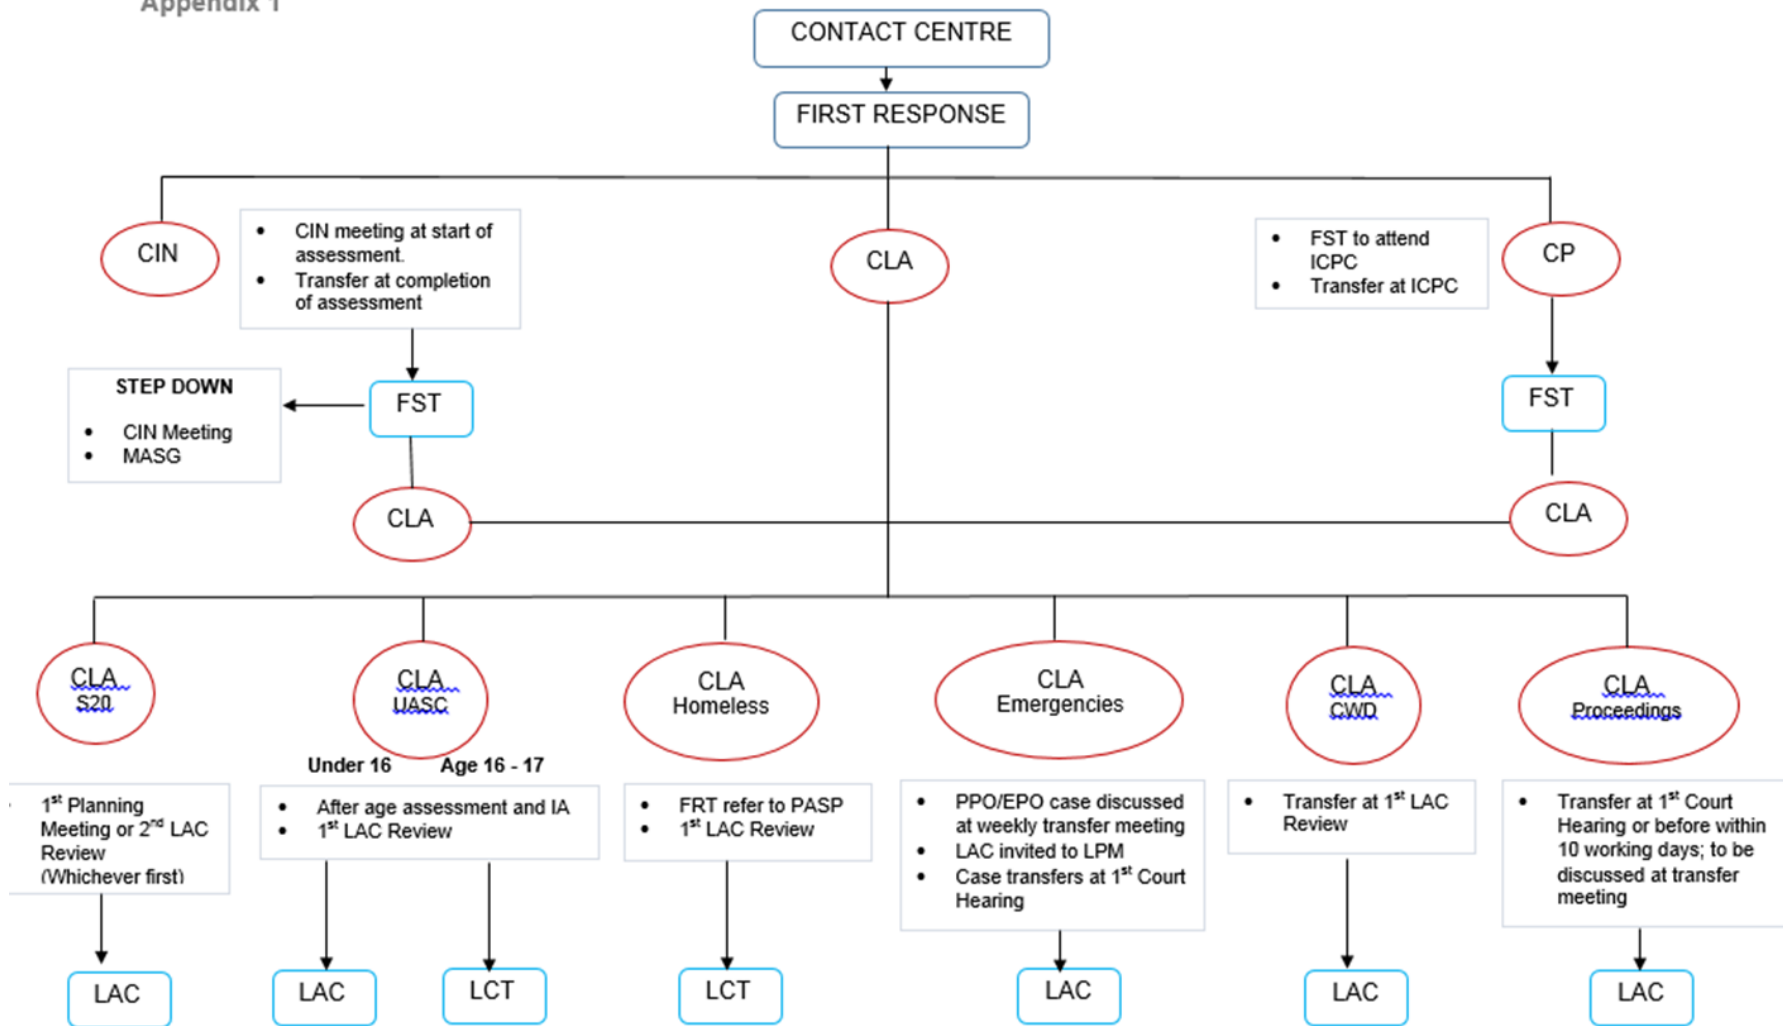 Appendix 1
CONTACT CENTRE
FIRST RESPONSE
CIN
• CIN meeting at start of
assessment.
• Transfer at completion
of assessment
CLA
• FST to attend
ICPC
• Transfer at ICPC
CP
STEP DOWN
• CIN Meeting
• MASG
FST
FST
CLA
CLA
CLA
S20
CLA
UASC
CLA
Homeless
CLA
Emergencies
CLA
CWD
CLA
Proceedings
Under 16 Age 16 - 17
1st Planning
Meeting or 2nd LAC
Review
(Whichever first)
• After age assessment and IA
• 1st LAC Review
• FRT refer to PASP
• 1st LAC Review
• PPO/EPO case discussed
at weekly transfer meeting
• LAC invited to LPM
• Case transfers at 1st Court
Hearing
• Transfer at 1st LAC
Review
• Transfer at 1st Court
Hearing or before within
10 working days; to be
discussed at transfer
meeting
LAC
LAC
LCT
LCT
LAC
LAC
LAC